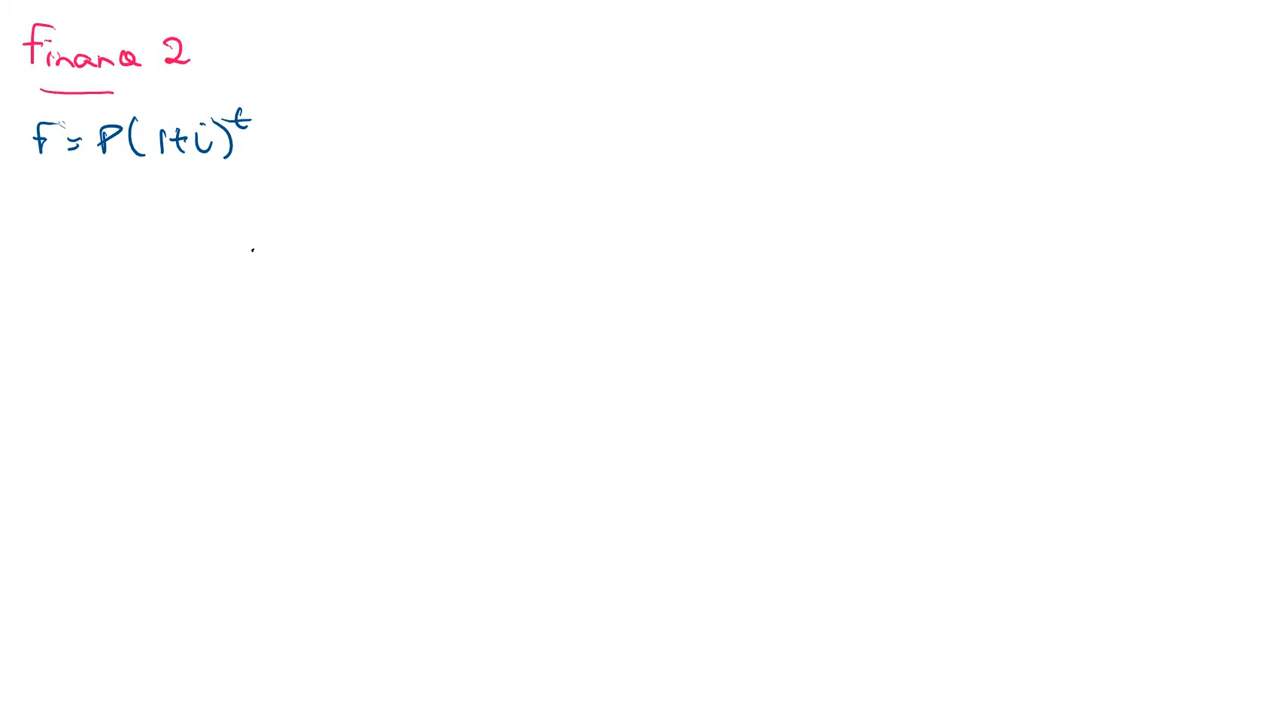 Finance 2
F = P(1+i)^t